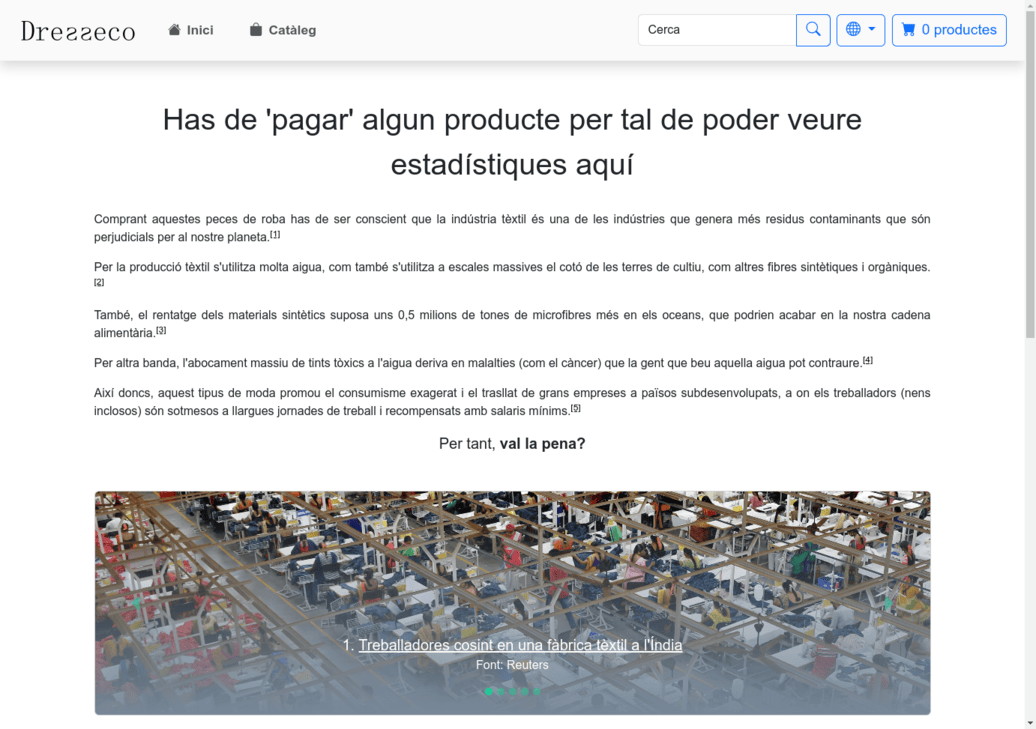 Dresseco
Inici
Catàleg
Cerca
0 productes
Has de 'pagar' algun producte per tal de poder veure
estadístiques aquí
Comprant aquestes peces de roba has de ser conscient que la indústria tèxtil és una de les indústries que genera més residus contaminants que són
perjudicials per al nostre planeta.[1]
Per la producció tèxtil s'utilitza molta aigua, com també s'utilitza a escales massives el cotó de les terres de cultiu, com altres fibres sintètiques i orgàniques.
[2]
També, el rentatge dels materials sintètics suposa uns 0,5 milions de tones de microfibres més en els oceans, que podrien acabar en la nostra cadena
alimentària.[3]
Per altra banda, l'abocament massiu de tints tòxics a l'aigua deriva en malalties (com el càncer) que la gent que beu aquella aigua pot contraure.[4]
Així doncs, aquest tipus de moda promou el consumisme exagerat i el trasllat de grans empreses a països subdesenvolupats, a on els treballadors (nens
inclosos) són sotmesos a llargues jornades de treball i recompensats amb salaris mínims.[5]
Per tant, val la pena?
1. Treballadores cosint en una fàbrica tèxtil a l'Índia
Font: Reuters